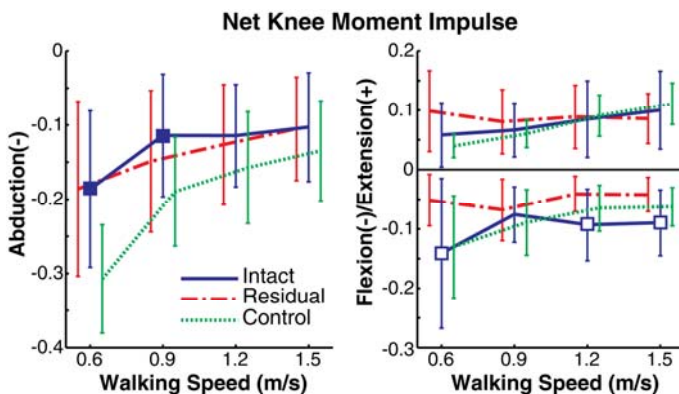 Net Knee Moment Impulse
Abduction(-)
0
-0.1
-0.2
-0.3
-0.4
Intact
Residual
Control
0.6 0.9 1.2 1.5
Walking Speed (m/s)
Flexion(-)/Extension(+)
0.2
0.1
0
-0.1
-0.2
-0.3
0.6 0.9 1.2 1.5
Walking Speed (m/s)